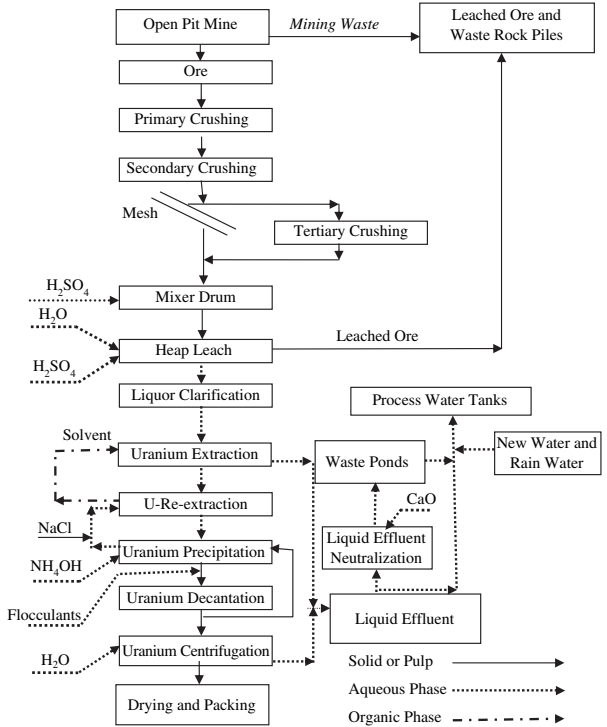 Open Pit Mine
Mining Waste
Leached Ore and
Waste Rock Piles
Ore
Primary Crushing
Secondary Crushing
Mesh
Tertiary Crushing
H₂SO₄
Mixer Drum
H₂O
Heap Leach
Leached Ore
H₂SO₄
Liquor Clarification
Process Water Tanks
Solvent
Uranium Extraction
Waste Ponds
New Water and
Rain Water
U-Re-extraction
CaO
NaCl
Liquid Effluent
Neutralization
Uranium Precipitation
NH₄OH
Uranium Decantation
Flocculants
Liquid Effluent
Uranium Centrifugation
H₂O
Solid or Pulp
Aqueous Phase
Drying and Packing
Organic Phase